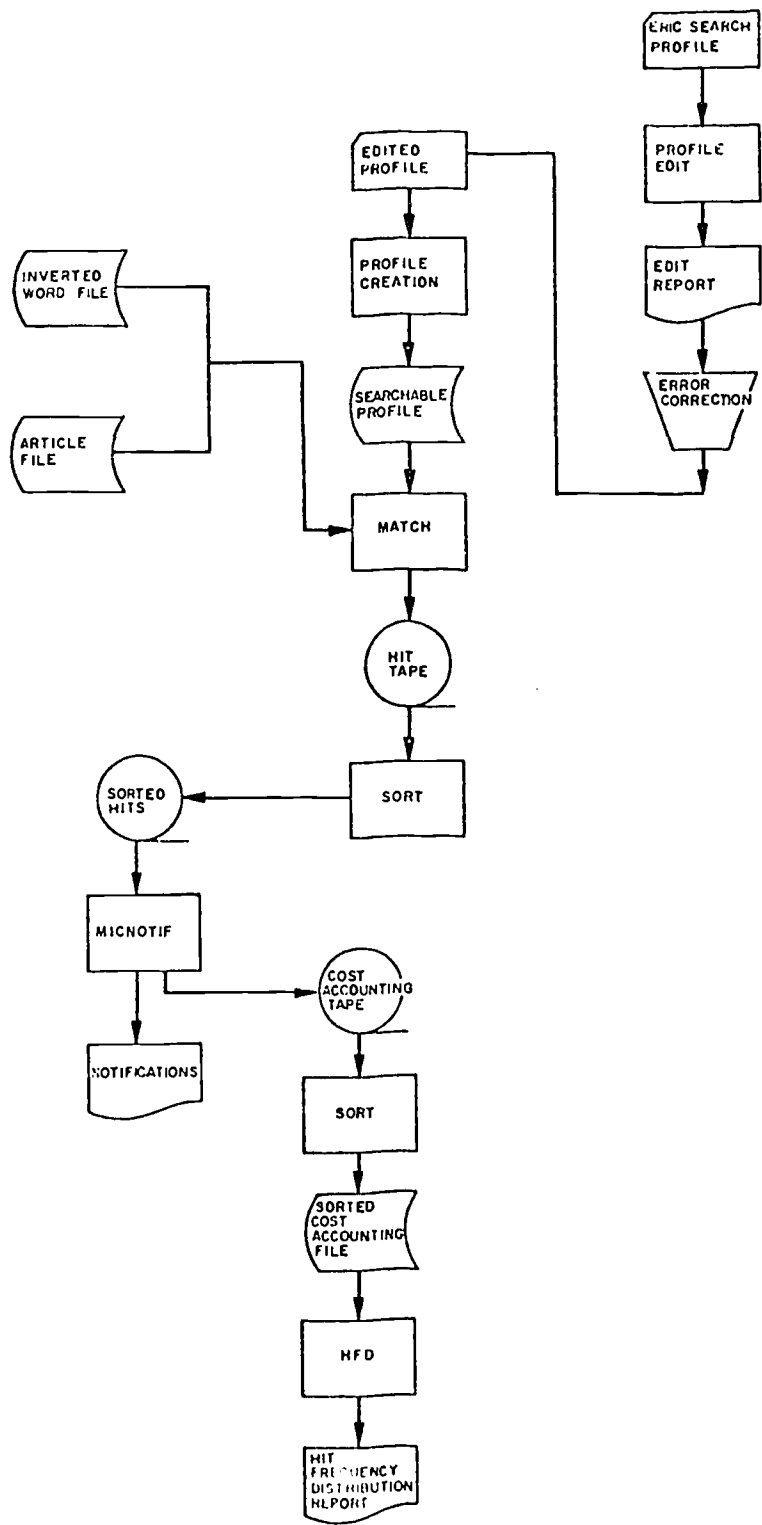 ERIC SEARCH
PROFILE
PROFILE
EDIT
EDIT
REPORT
ERROR
CORRECTION
EDITED
PROFILE
PROFILE
CREATION
SEARCHABLE
PROFILE
INVERTED
WORD FILE
ARTICLE
FILE
MATCH
HIT
TAPE
SORT
SORTED
HITS
MICNOTIF
NOTIFICATIONS
COST
ACCOUNTING
TAPE
SORT
SORTED
COST
ACCOUNTING
FILE
HFD
HIT
FREQUENCY
DISTRIBUTION
REPORT